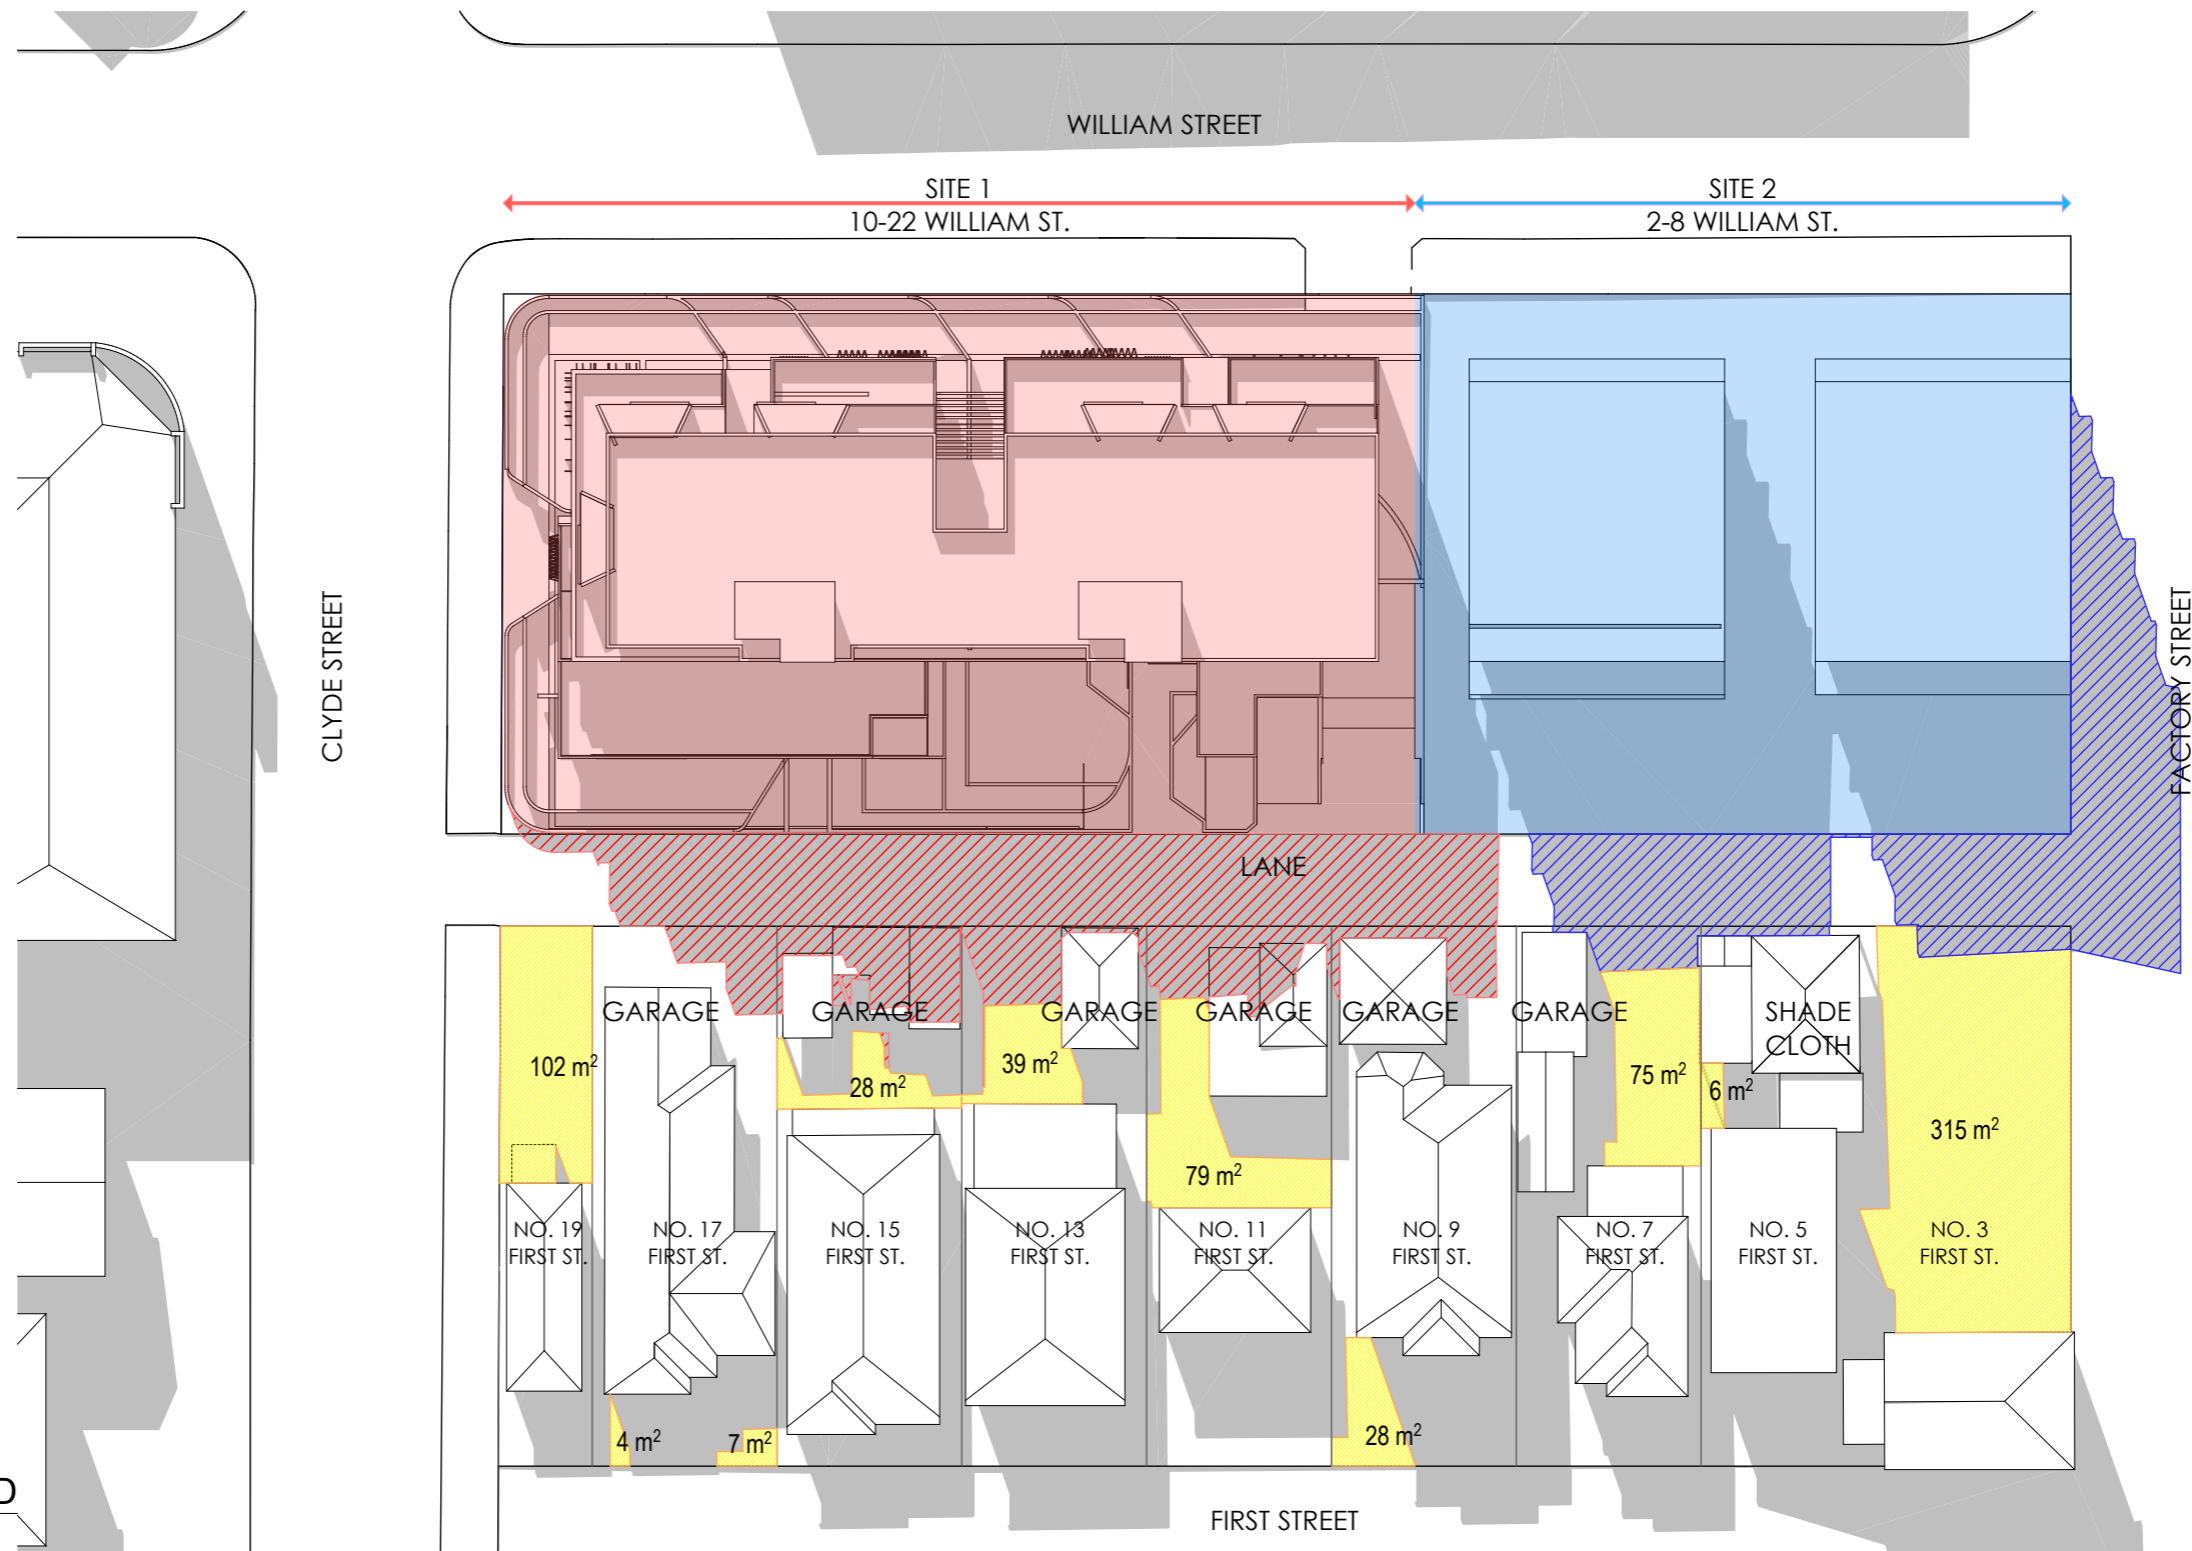 WILLIAM STREET
SITE 1
10-22 WILLIAM ST.
SITE 2
2-8 WILLIAM ST.
CLYDE STREET
FACTORY STREET
LANE
GARAGE
GARAGE
GARAGE
GARAGE
GARAGE
GARAGE
SHADE
CLOTH
102 m²
28 m²
39 m²
79 m²
75 m²
6 m²
315 m²
NO. 19
FIRST ST.
NO. 17
FIRST ST.
NO. 15
FIRST ST.
NO. 13
FIRST ST.
NO. 11
FIRST ST.
NO. 9
FIRST ST.
NO. 7
FIRST ST.
NO. 5
FIRST ST.
NO. 3
FIRST ST.
4 m²
7 m²
28 m²
D
FIRST STREET